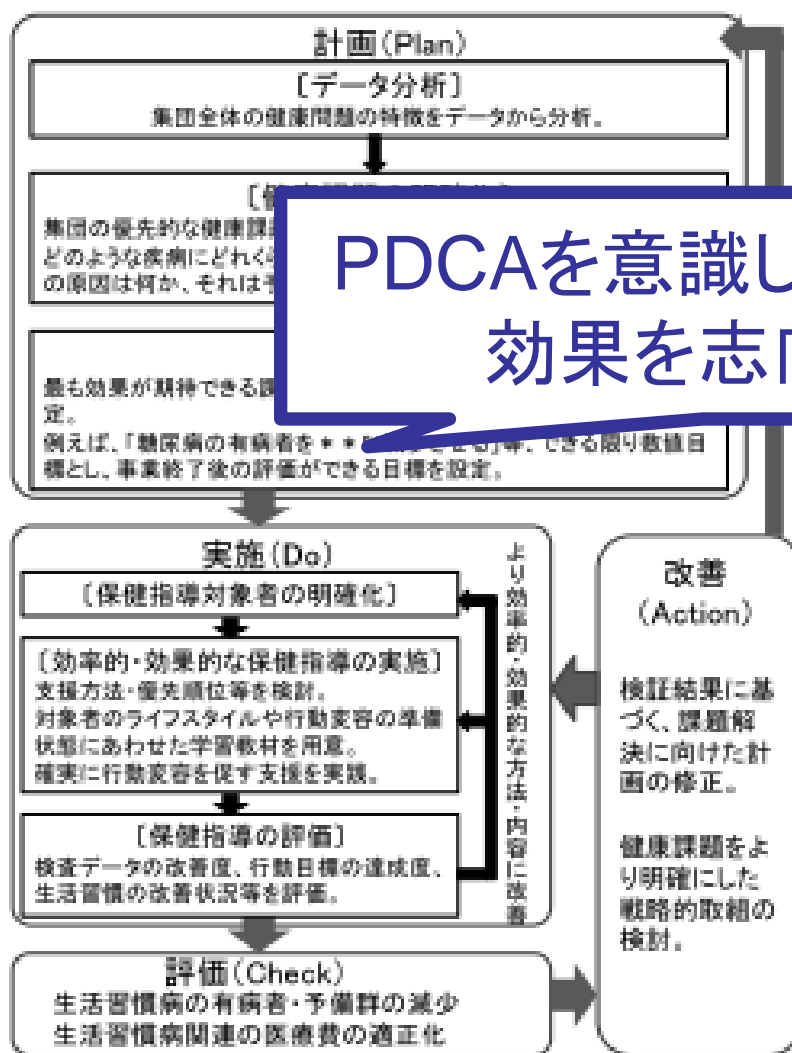 計画(Plan)
[データ分析]
集団全体の健康問題の特徴をデータから分析。
集団の優先的な健康課
どのような疾病にどれく
の原因は何か、それは予
PDCAを意識し
効果を志向
最も効果が期待できる課
定。
例えば、「糖尿病の有病者を**
」等、できる限り数値目
標とし、事業終了後の評価ができる目標を設定。
実施(Do)
[保健指導対象者の明確化]
[効率的・効果的な保健指導の実施]
支援方法・優先順位等を検討。
対象者のライフスタイルや行動変容の準備
状態にあわせた学習教材を用意。
確実に行動変容を促す支援を実践。
[保健指導の評価]
検査データの改善度、行動目標の達成度、
生活習慣の改善状況等を評価。
より効率的・効果的な方法・内容に改善
改善
(Action)
検証結果に基
づく、課題解
決に向けた計
画の修正。
健康課題をよ
り明確にした
戦略的取組の
検討。
評価(Check)
生活習慣病の有病者・予備群の減少
生活習慣病関連の医療費の適正化